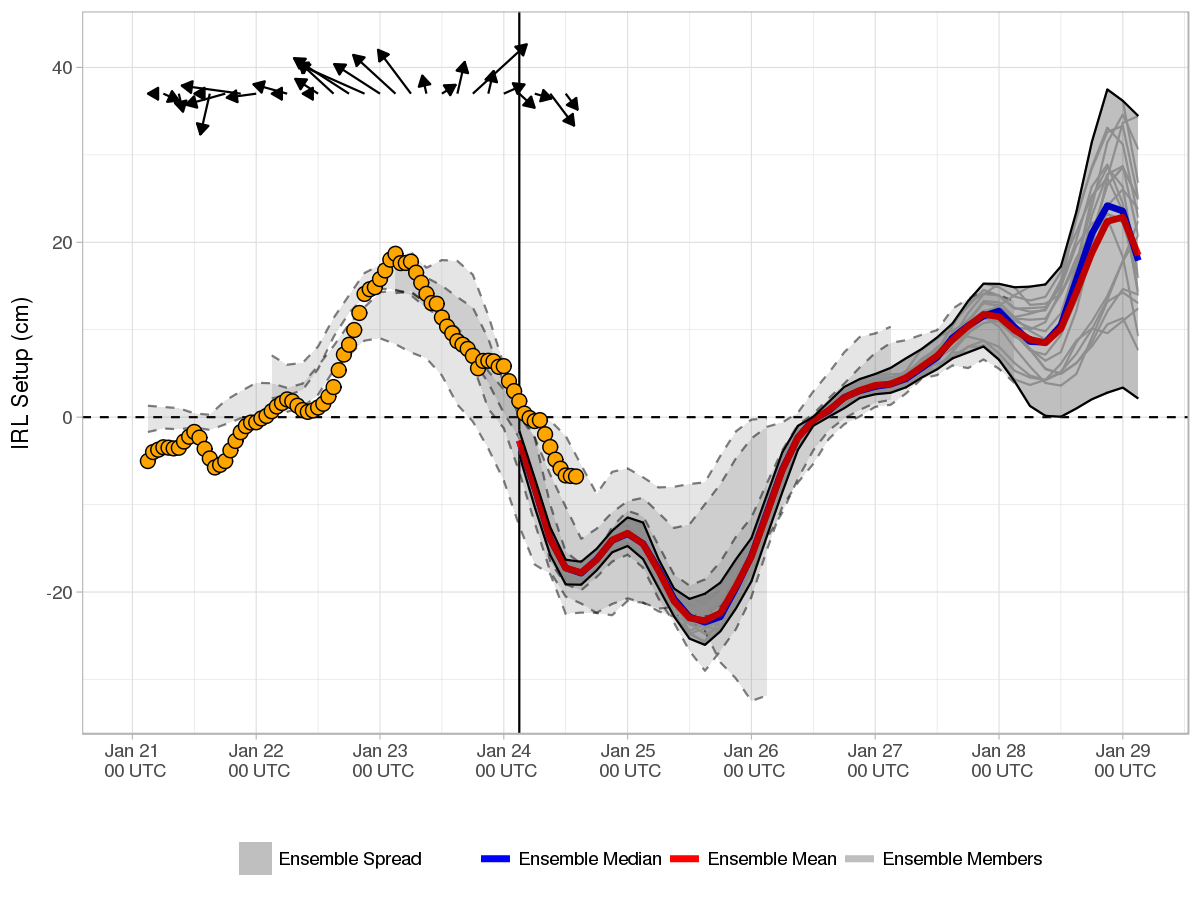 IRL Setup (cm)
40
20
0
-20
Jan 21 Jan 22 Jan 23 Jan 24 Jan 25 Jan 26 Jan 27 Jan 28 Jan 29
00 UTC 00 UTC 00 UTC 00 UTC 00 UTC 00 UTC 00 UTC 00 UTC 00 UTC
Ensemble Spread Ensemble Median Ensemble Mean Ensemble Members